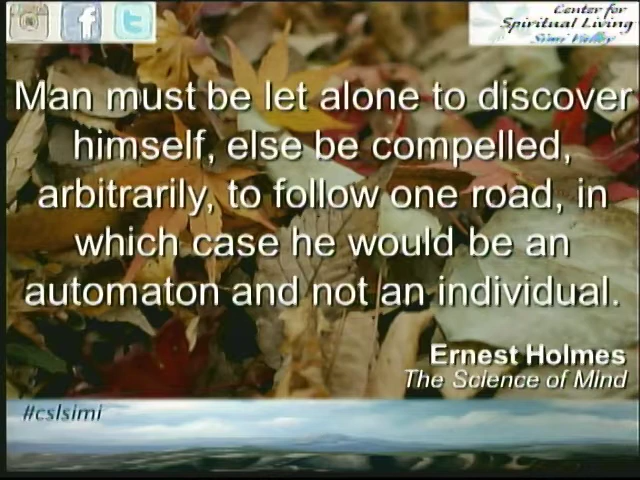 Center for
Spiritual Living
Simi Valley
Man must be let alone to discover
himself, else be compelled,
arbitrarily, to follow one road, in
which case he would be an
automaton and not an individual.
Ernest Holmes
The Science of Mind
#cslsimi